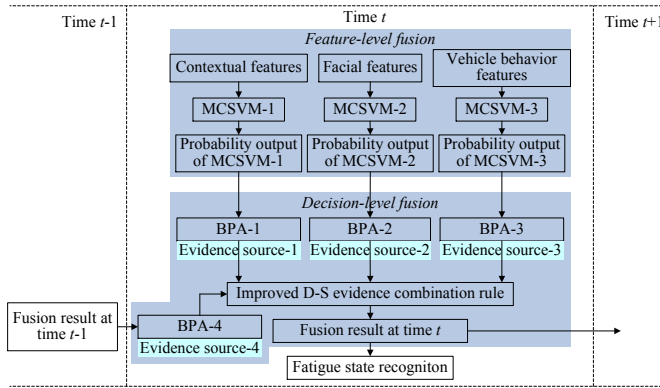 Time t-1
Time t
Time t+1
Feature-level fusion
Contextual features
Facial features
Vehicle behavior
features
MCSVM-1
MCSVM-2
MCSVM-3
Probability output
of MCSVM-1
Probability output
of MCSVM-2
Probability output
of MCSVM-3
Decision-level fusion
BPA-1
BPA-2
BPA-3
Evidence source-1
Evidence source-2
Evidence source-3
Improved D-S evidence combination rule
Fusion result at
time t-1
BPA-4
Evidence source-4
Fusion result at time t
Fatigue state recogniton